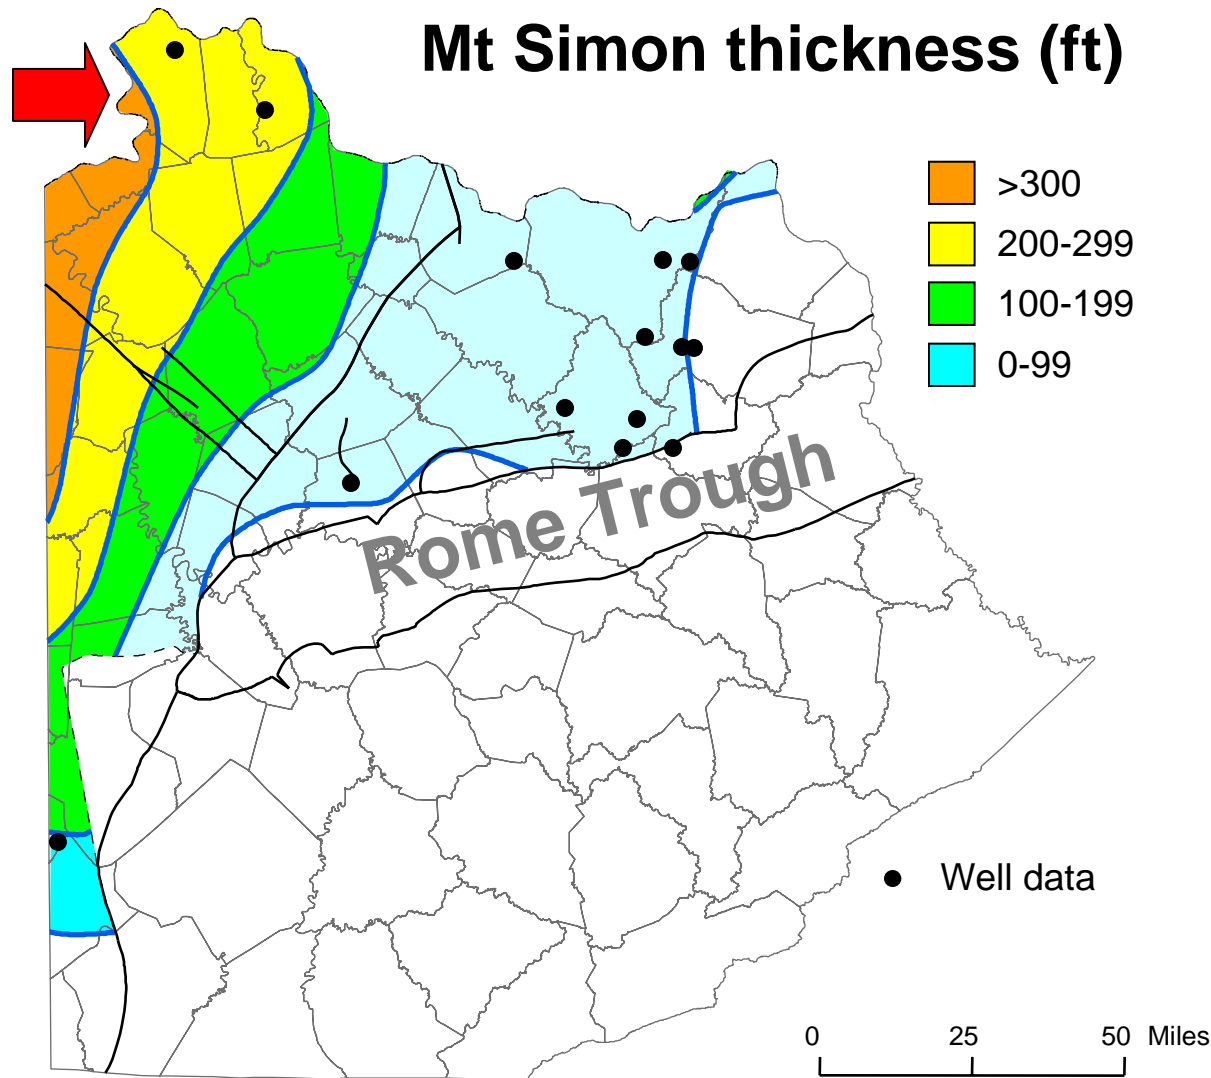 Mt Simon thickness (ft)
>300
200-299
100-199
0-99
Rome Trough
Well data
0 25 50 Miles